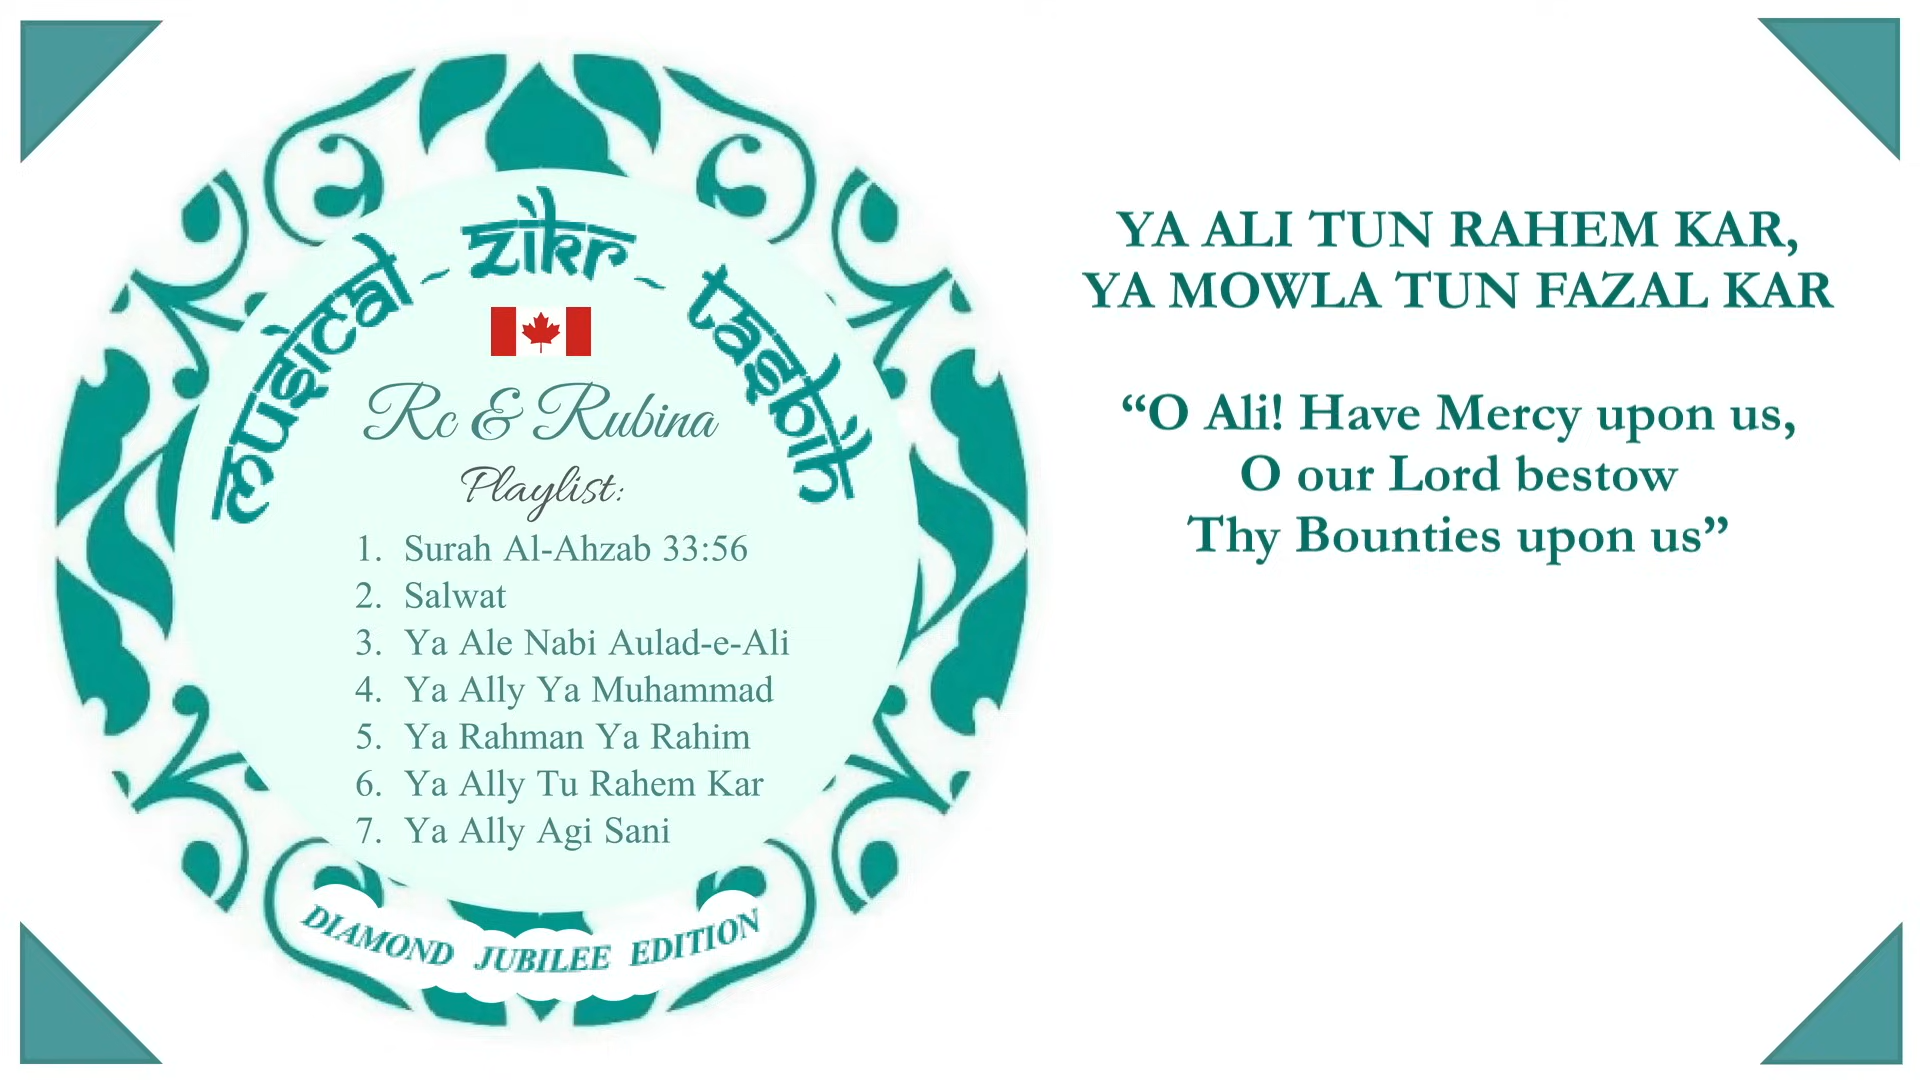 musical ~ zikr ~ tasbih
Rc & Rubina
Playlist:
1. Surah Al-Ahzab 33:56
2. Salwat
3. Ya Ale Nabi Aulad-e-Ali
4. Ya Ally Ya Muhammad
5. Ya Rahman Ya Rahim
6. Ya Ally Tu Rahem Kar
7. Ya Ally Agi Sani
DIAMOND JUBILEE EDITION
YA ALI TUN RAHEM KAR,
YA MOWLA TUN FAZAL KAR
“O Ali! Have Mercy upon us,
O our Lord bestow
Thy Bounties upon us”